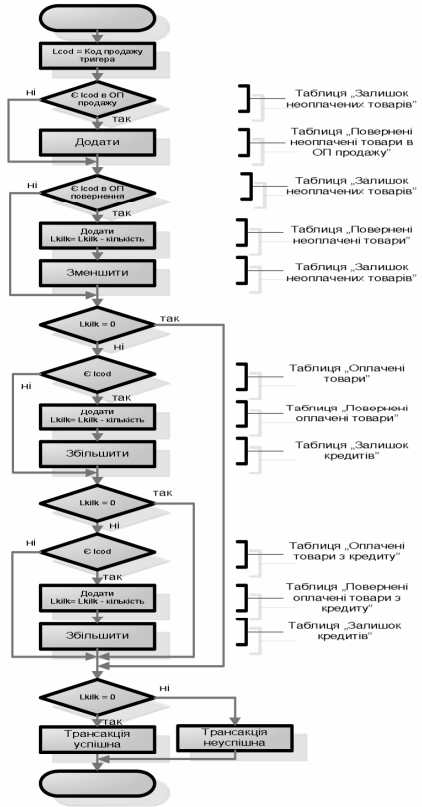 Lcod = Код продажу
тригера
ні
Є lcod в ОП
продажу
так
Таблиця „Залишок
неоплачених товарів”
Додати
Таблиця „Повернені
неоплачені товари в
ОП продажу”
ні
Є lcod в ОП
повернення
так
Таблиця „Залишок
неоплачених товарів”
Додати
Lkilk= Lkilk - кількість
Таблиця „Повернені
неоплачені товари”
Зменшити
Таблиця „Залишок
неоплачених товарів”
Lkilk = 0
так
ні
ні
Є lcod
так
Таблиця „Оплачені
товари”
Додати
Lkilk= Lkilk - кількість
Таблиця „Повернені
оплачені товари”
Збільшити
Таблиця „Залишок
кредитів”
Lkilk = 0
так
ні
ні
Є lcod
так
Таблиця „Оплачені
товари з кредиту”
Додати
Lkilk= Lkilk - кількість
Таблиця „Повернені
оплачені товари з
кредиту”
Збільшити
Таблиця „Залишок
кредитів”
Lkilk = 0
ні
так
Трансакція
успішна
Трансакція
неуспішна